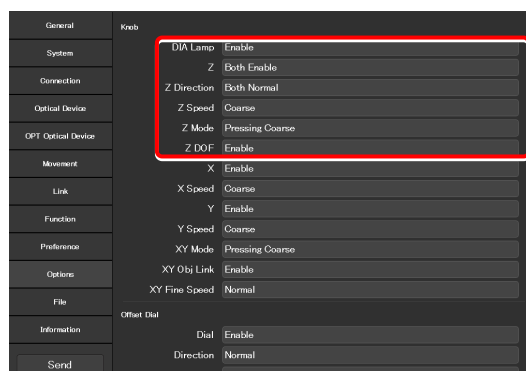 General
System
Connection
Optical Device
OPT Optical Device
Movement
Link
Function
Preference
Options
File
Information
Send
Knob
DIA Lamp Enable
Z Both Enable
Z Direction Both Normal
Z Speed Coarse
Z Mode Pressing Coarse
Z DOF Enable
X Enable
X Speed Coarse
Y Enable
Y Speed Coarse
XY Mode Pressing Coarse
XY Obj Link Enable
XY Fine Speed Normal
Offset Dial
Dial Enable
Direction Normal